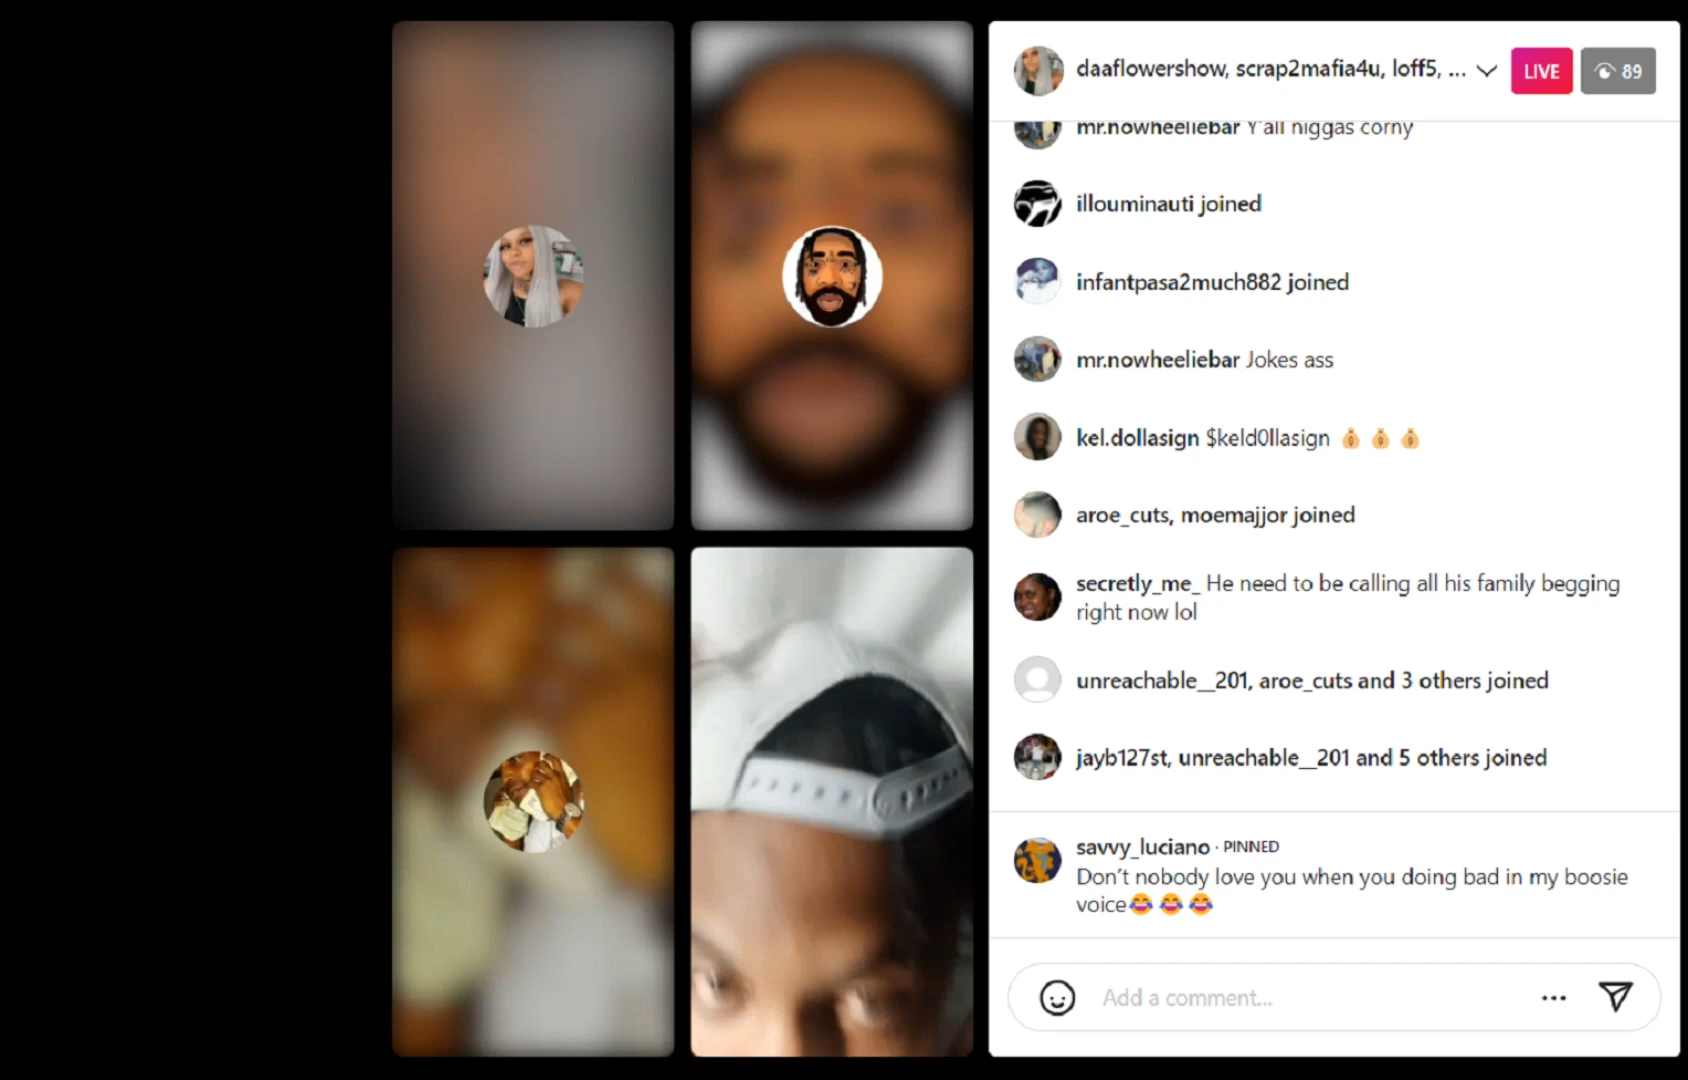 daaflowershow, scrap2mafia4u, loff5, ...
LIVE
89
mr.nowheeliebar Y'all niggas corny
illouminauti joined
infantpasa2much882 joined
mr.nowheeliebar Jokes ass
kel.dollasign $keld0llasign 💰 💰 💰
aroe_cuts, moemajjor joined
secretly_me_ He need to be calling all his family begging
right now lol
unreachable__201, aroe_cuts and 3 others joined
jayb127st, unreachable__201 and 5 others joined
savvy_luciano · PINNED
Don't nobody love you when you doing bad in my boosie
voice😂 😂 😂
Add a comment...